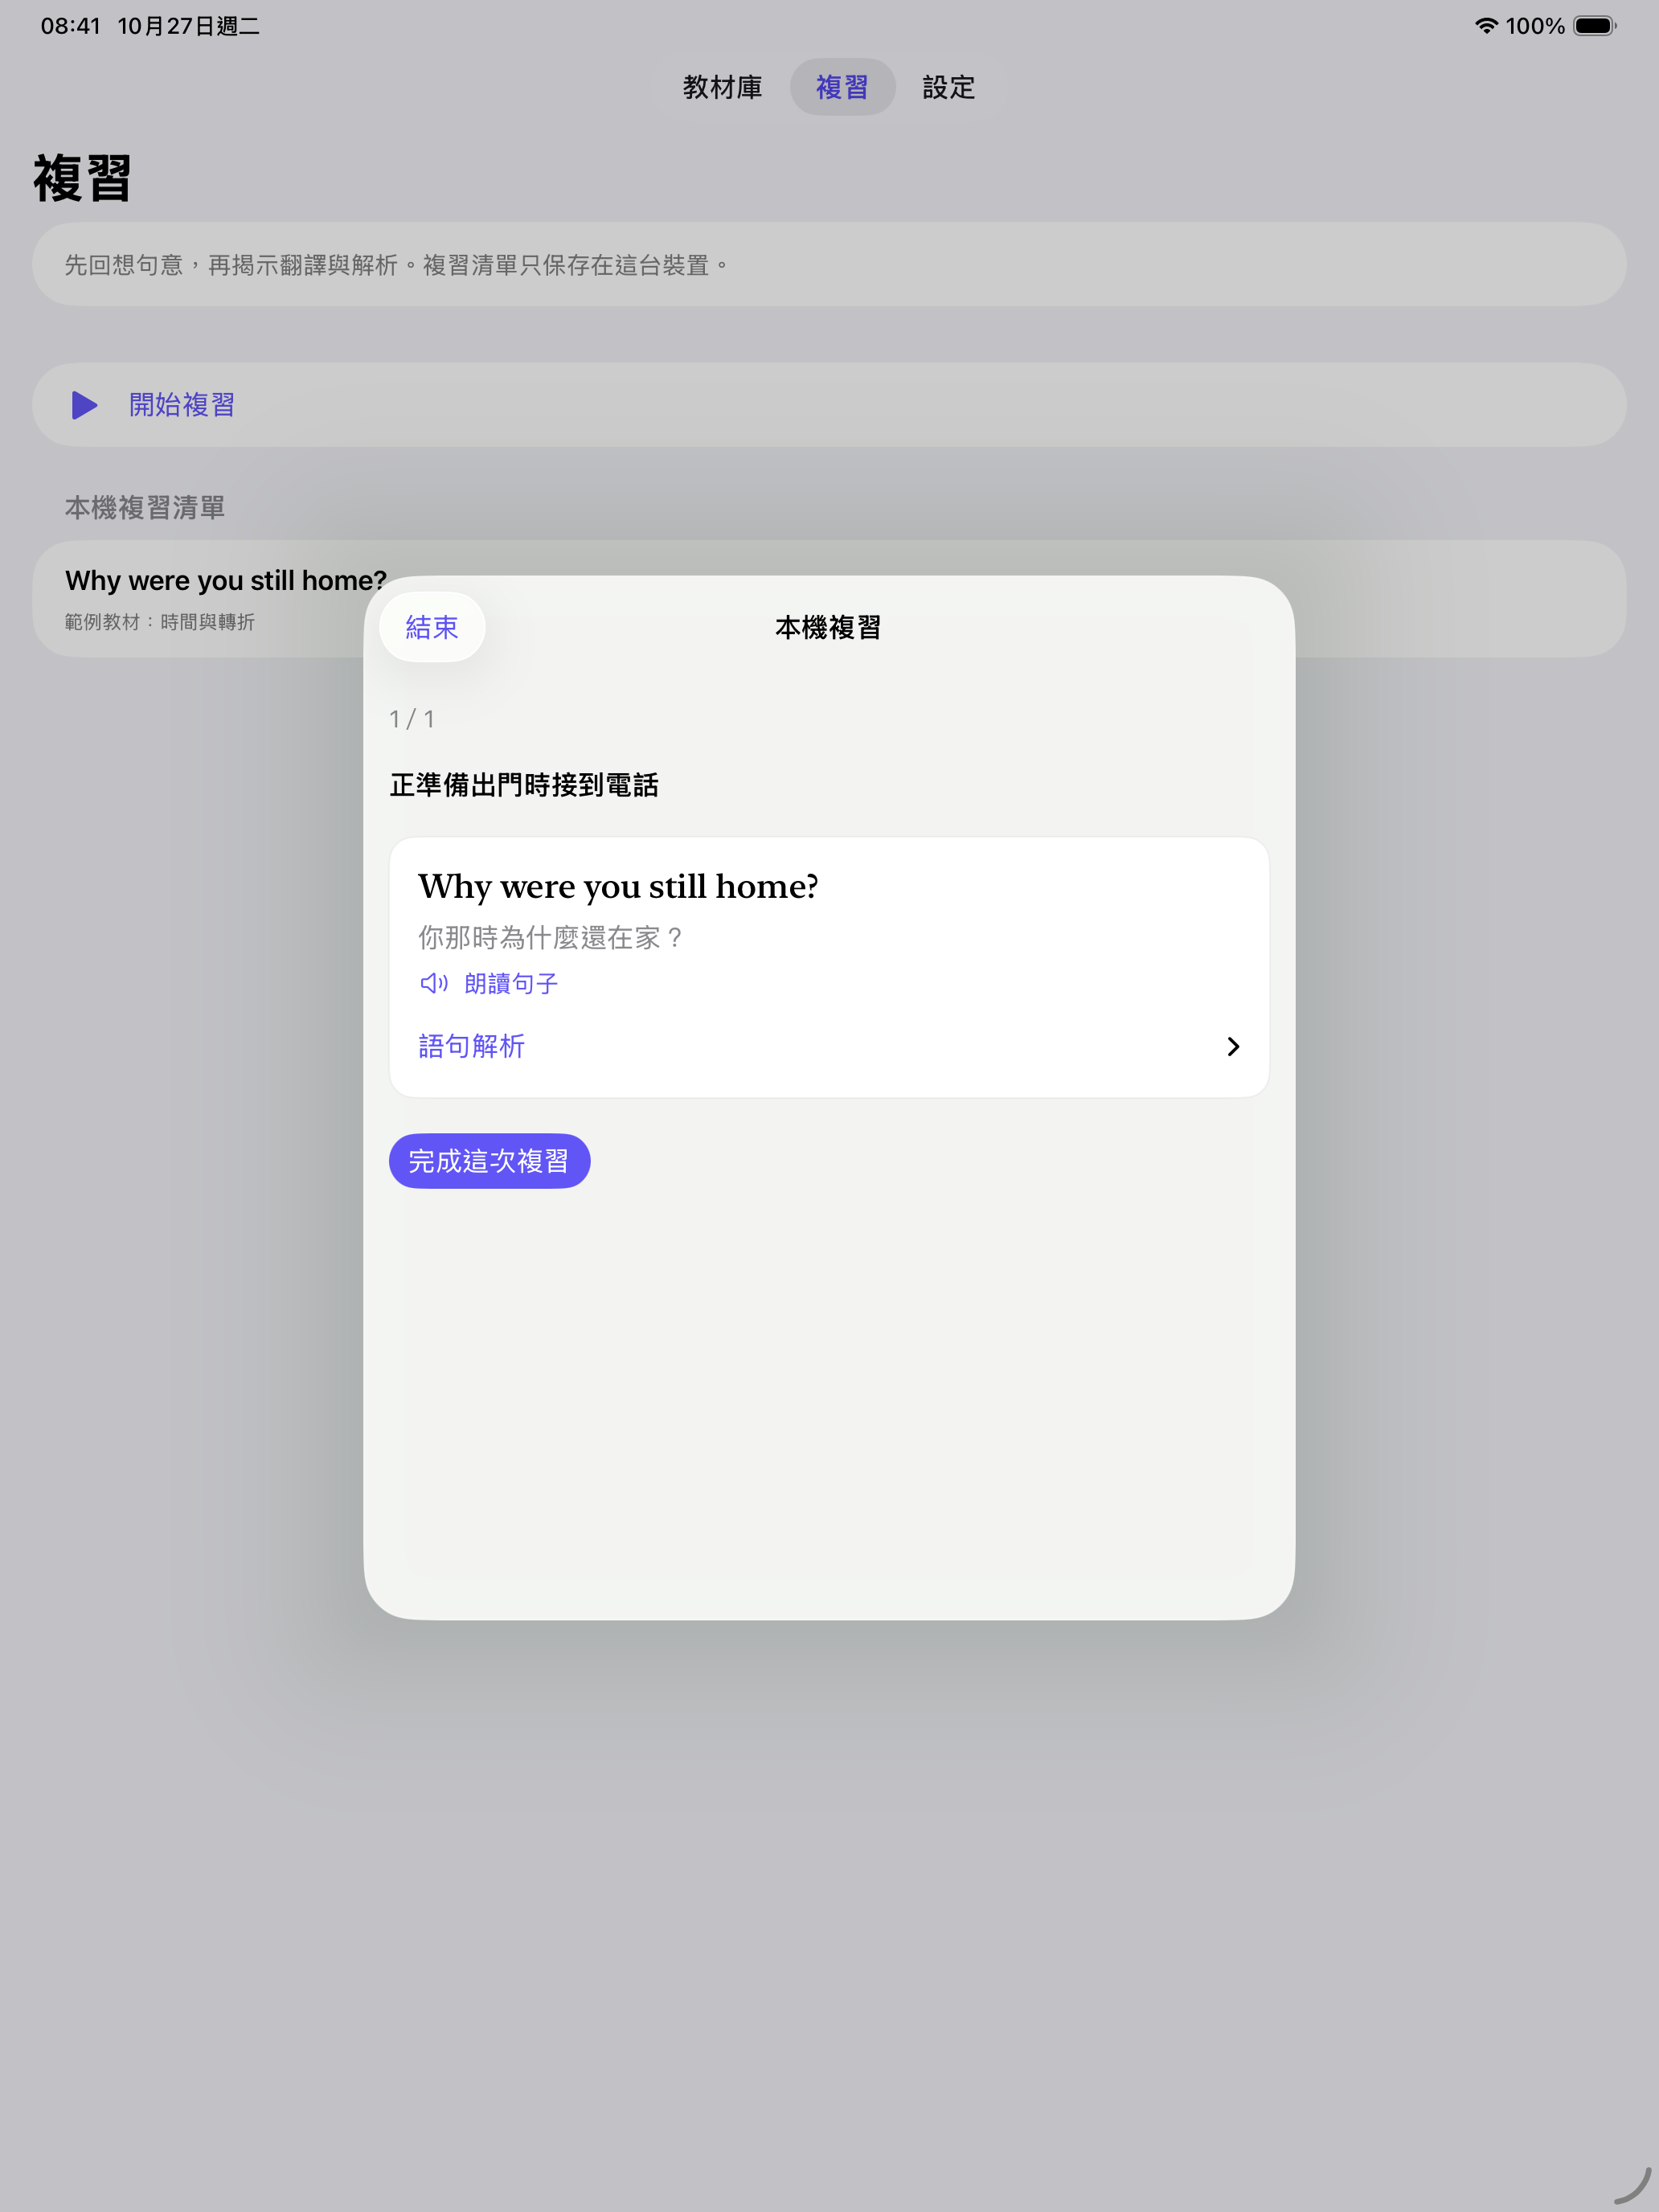 08:41 10月27日週二
100%
教材庫 複習 設定
複習
先回想句意，再揭示翻譯與解析。複習清單只保存在這台裝置。
開始複習
本機複習清單
Why were you still home?
範例教材：時間與轉折
結束
本機複習
1 / 1
正準備出門時接到電話
Why were you still home?
你那時為什麼還在家？
朗讀句子
語句解析
完成這次複習